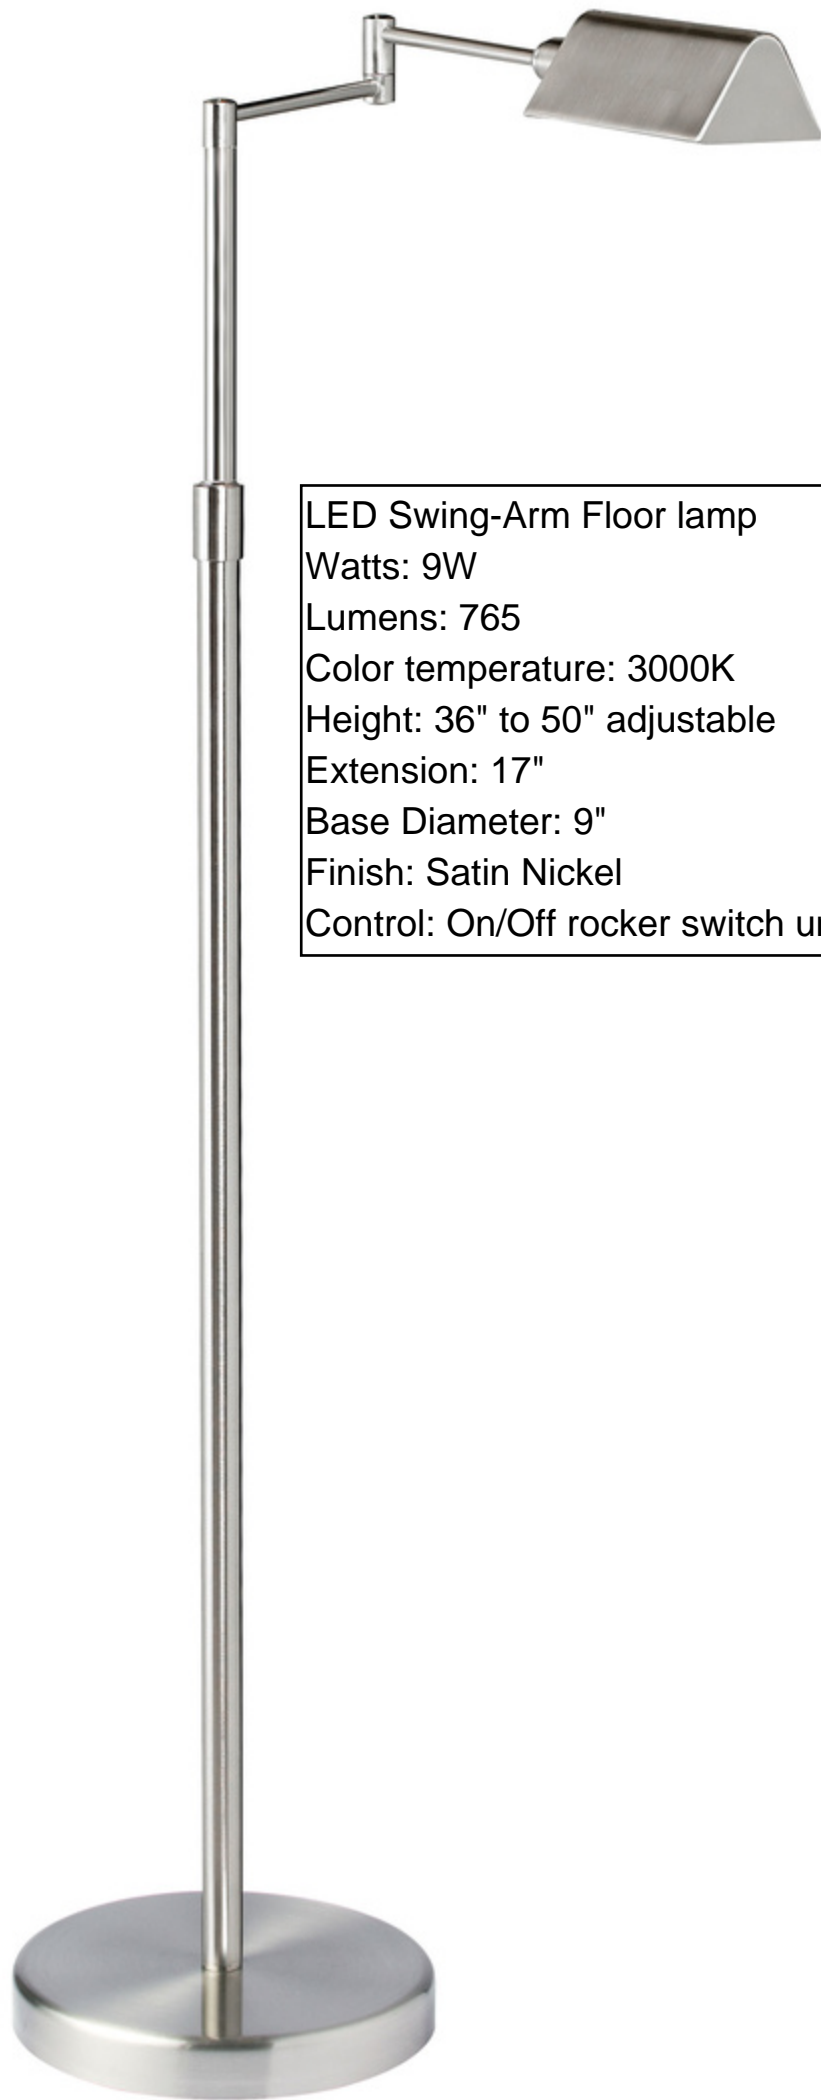 LED Swing-Arm Floor lamp
Watts: 9W
Lumens: 765
Color temperature: 3000K
Height: 36" to 50" adjustable
Extension: 17"
Base Diameter: 9"
Finish: Satin Nickel
Control: On/Off rocker switch